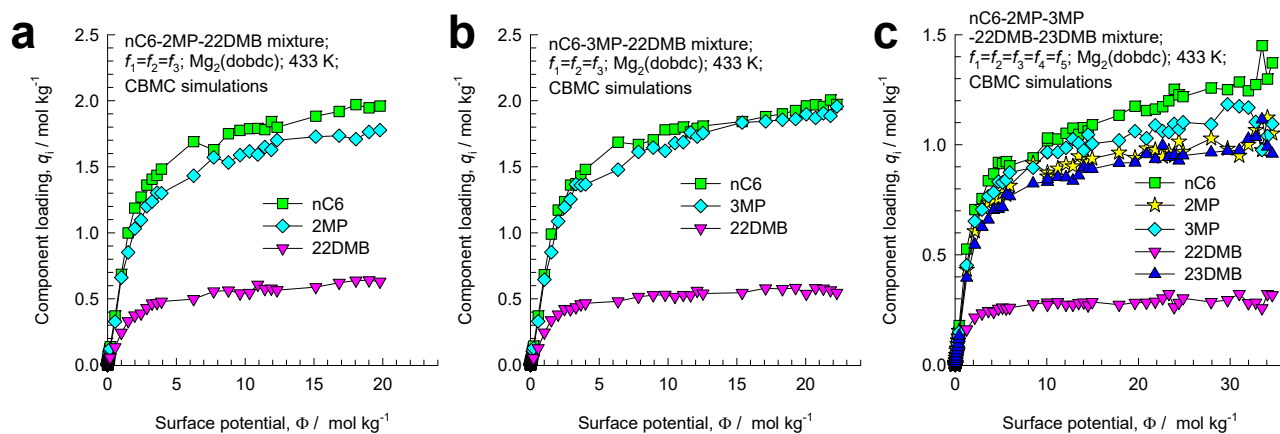 a
nC6-2MP-22DMB mixture;
f1=f2=f3; Mg2(dobdc); 433 K;
CBMC simulations
Component loading, qi / mol kg-1
2.5
2.0
1.5
1.0
0.5
0.0
nC6
2MP
22DMB
0 5 10 15 20
Surface potential, Φ / mol kg-1
b
nC6-3MP-22DMB mixture;
f1=f2=f3; Mg2(dobdc); 433 K;
CBMC simulations
Component loading, qi / mol kg-1
2.5
2.0
1.5
1.0
0.5
0.0
nC6
3MP
22DMB
0 5 10 15 20
Surface potential, Φ / mol kg-1
c
nC6-2MP-3MP
-22DMB-23DMB mixture;
f1=f2=f3=f4=f5; Mg2(dobdc); 433 K;
CBMC simulations
Component loading, qi / mol kg-1
1.5
1.0
0.5
0.0
nC6
2MP
3MP
22DMB
23DMB
0 10 20 30
Surface potential, Φ / mol kg-1